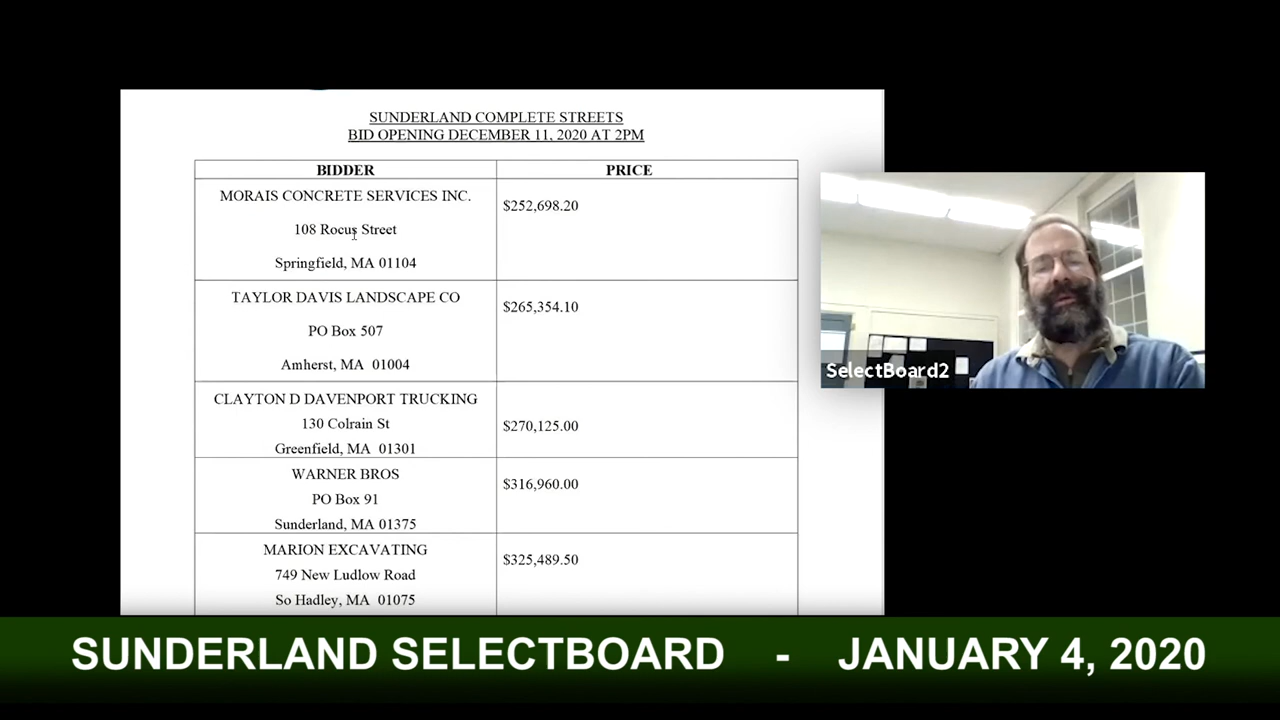 SUNDERLAND COMPLETE STREETS
BID OPENING DECEMBER 11, 2020 AT 2PM
BIDDER PRICE
MORAIS CONCRETE SERVICES INC.
108 Rocus Street
Springfield, MA 01104
$252,698.20
TAYLOR DAVIS LANDSCAPE CO
PO Box 507
Amherst, MA 01004
$265,354.10
CLAYTON D DAVENPORT TRUCKING
130 Colrain St
Greenfield, MA 01301
$270,125.00
WARNER BROS
PO Box 91
Sunderland, MA 01375
$316,960.00
MARION EXCAVATING
749 New Ludlow Road
So Hadley, MA 01075
$325,489.50
SelectBoard2
SUNDERLAND SELECTBOARD - JANUARY 4, 2020